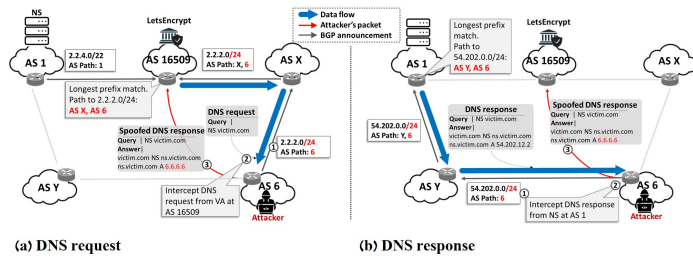 NS
LetsEncrypt
Data flow
Attacker's packet
BGP announcement
2.2.4.0/22
AS Path: 1
2.2.2.0/24
AS Path: X, 6
AS 1
AS 16509
AS X
Longest prefix match.
Path to 2.2.2.0/24:
AS X, AS 6
DNS request
Query |
NS victim.com
2.2.2.0/24
AS Path: 6
①
Spoofed DNS response
Query | NS victim.com
Answer|
victim.com NS ns.victim.com
ns.victim.com A 6.6.6.6
②
③
AS Y
AS 6
Intercept DNS
request from VA at
AS 16509
Attacker
(a) DNS request
Longest prefix
match.
Path to
54.202.0.0/24:
AS Y, AS 6
LetsEncrypt
AS 1
AS 16509
AS X
54.202.0.0/24
AS Path: Y, 6
DNS response
Query | NS victim.com
Answer|
victim.com NS ns.victim.com
ns.victim.com A 54.202.12.2
Spoofed DNS response
Query | NS victim.com
Answer|
victim.com NS ns.victim.com
ns.victim.com A 6.6.6.6
③
AS Y
AS 6
54.202.0.0/24
AS Path: 6
①
②
Intercept DNS response
from NS at AS 1
Attacker
(b) DNS response